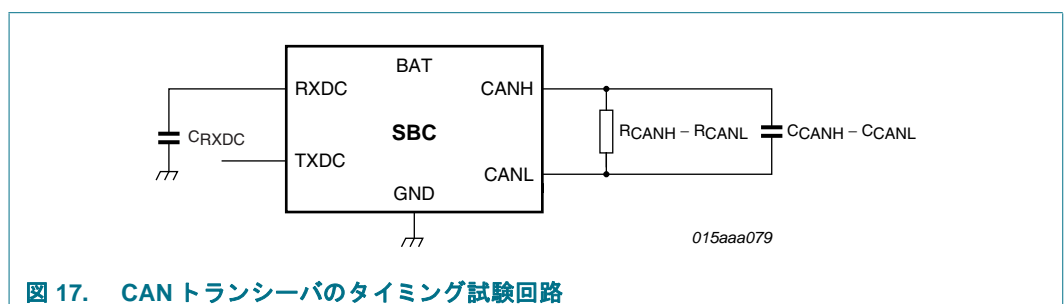 BAT
RXDC
CANH
CRXDC
SBC
RCANH – RCANL
CCANH – CCANL
TXDC
CANL
GND
015aaa079
図 17. CAN トランシーバのタイミング試験回路